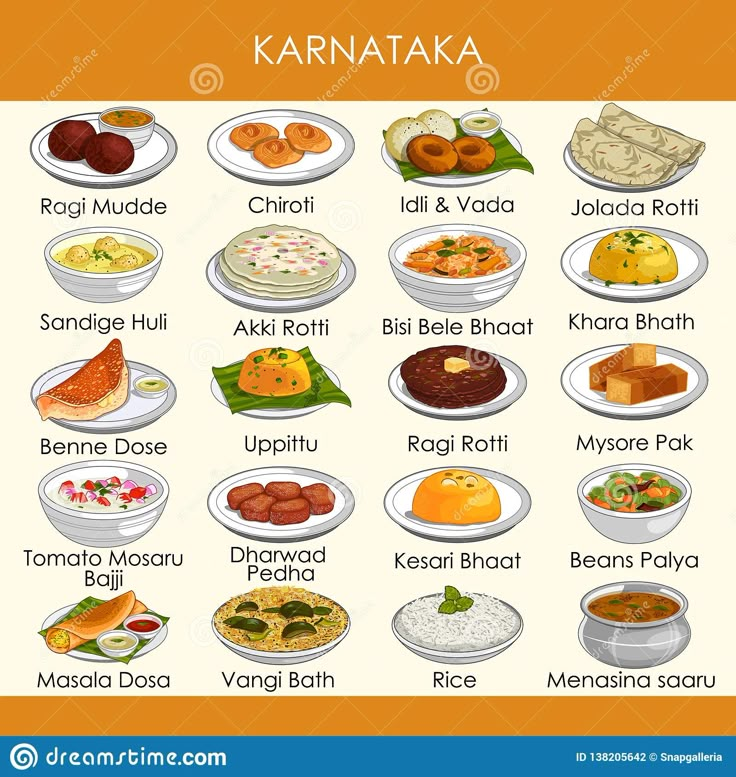 KARNATAKA
Ragi Mudde
Chiroti
Idli & Vada
Jolada Rotti
Sandige Huli
Akki Rotti
Bisi Bele Bhaat
Khara Bhath
Benne Dose
Uppittu
Ragi Rotti
Mysore Pak
Tomato Mosaru
Bajji
Dharwad
Pedha
Kesari Bhaat
Beans Palya
Masala Dosa
Vangi Bath
Rice
Menasina saaru
dreamstime.com
ID 138205642 © Snapgalleria